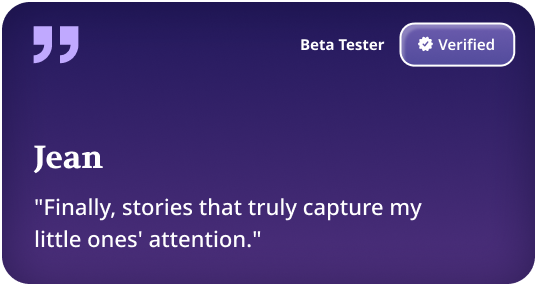 Beta Tester Verified
Jean
"Finally, stories that truly capture my
little ones' attention."